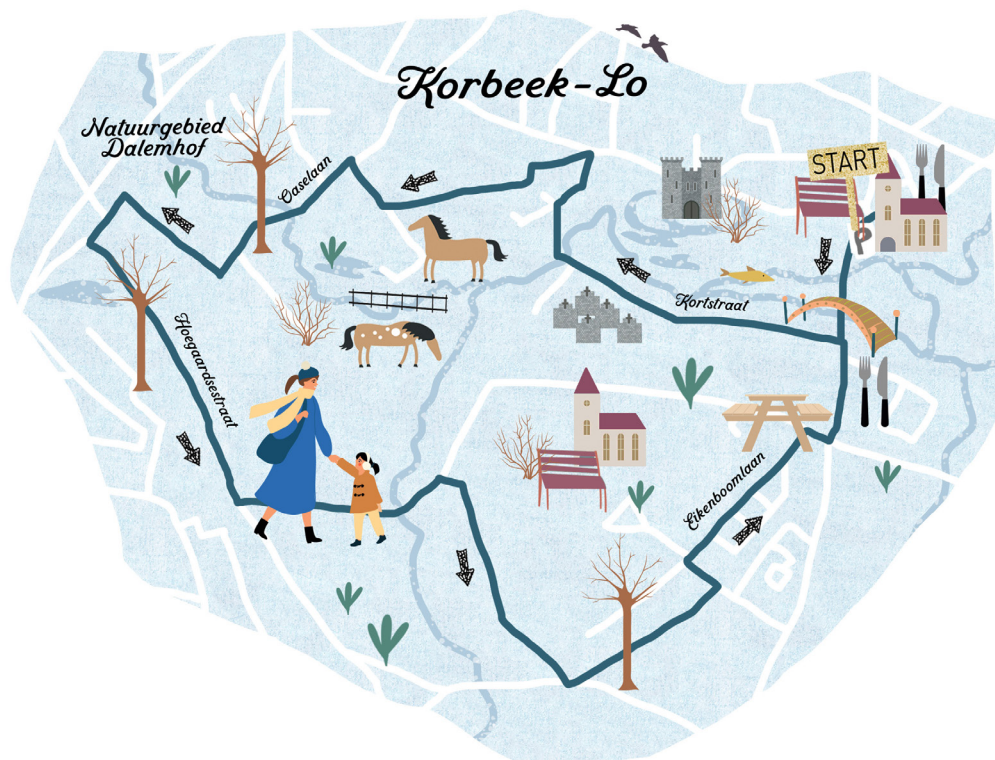 Korbeek-Lo
Natuurgebied
Dalemhof
START
Oaselaan
Kortstraat
Hoegaardsestraat
Eikenboomlaan